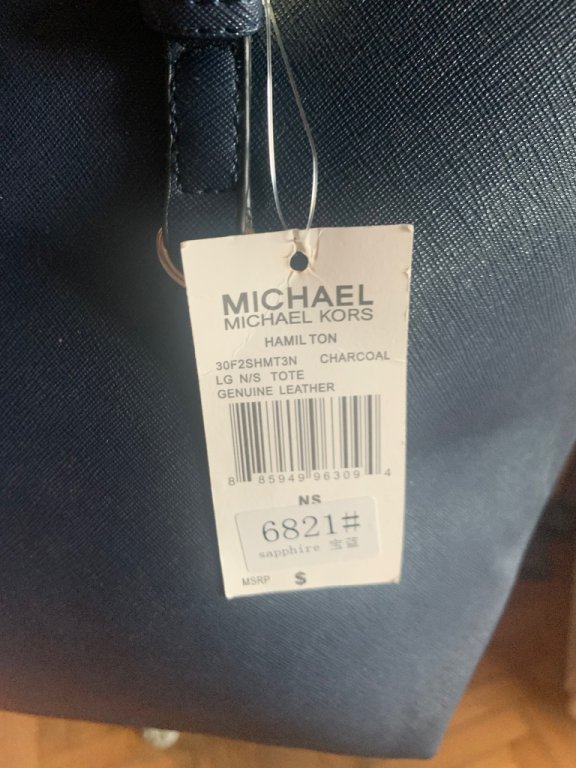 MICHAEL
MICHAEL KORS
HAMILTON
30F2SHMT3N CHARCOAL
LG N/S TOTE
GENUINE LEATHER
8 85949 96309 4
NS
6821#
sapphire 宝蓝
MSRP $